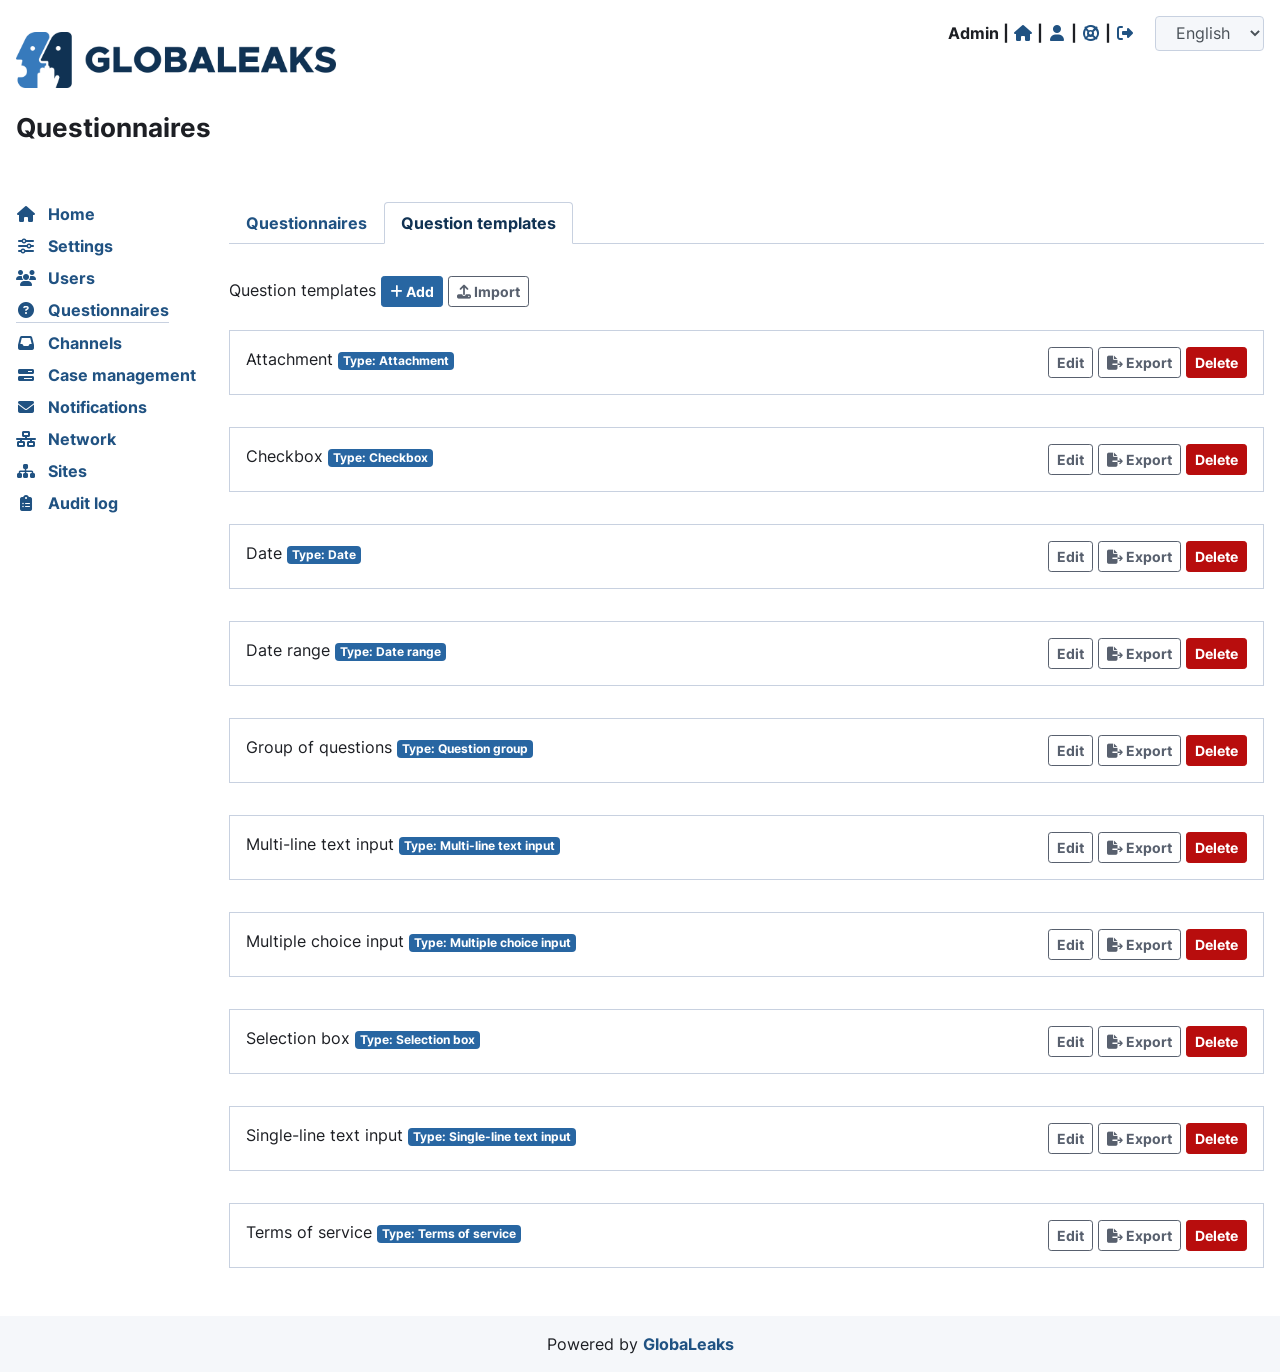 Admin | | | |
English
GLOBALEAKS
Questionnaires
Home
Settings
Users
Questionnaires
Channels
Case management
Notifications
Network
Sites
Audit log
Questionnaires
Question templates
Question templates Add Import
Attachment Type: Attachment Edit Export Delete
Checkbox Type: Checkbox Edit Export Delete
Date Type: Date Edit Export Delete
Date range Type: Date range Edit Export Delete
Group of questions Type: Question group Edit Export Delete
Multi-line text input Type: Multi-line text input Edit Export Delete
Multiple choice input Type: Multiple choice input Edit Export Delete
Selection box Type: Selection box Edit Export Delete
Single-line text input Type: Single-line text input Edit Export Delete
Terms of service Type: Terms of service Edit Export Delete
Powered by GlobaLeaks